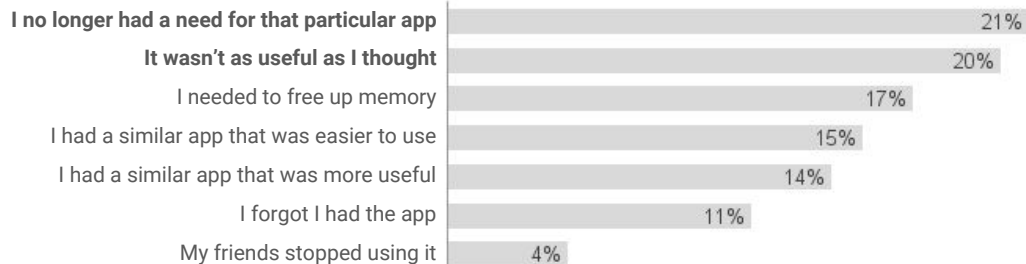 I no longer had a need for that particular app 21%
It wasn’t as useful as I thought 20%
I needed to free up memory 17%
I had a similar app that was easier to use 15%
I had a similar app that was more useful 14%
I forgot I had the app 11%
My friends stopped using it 4%